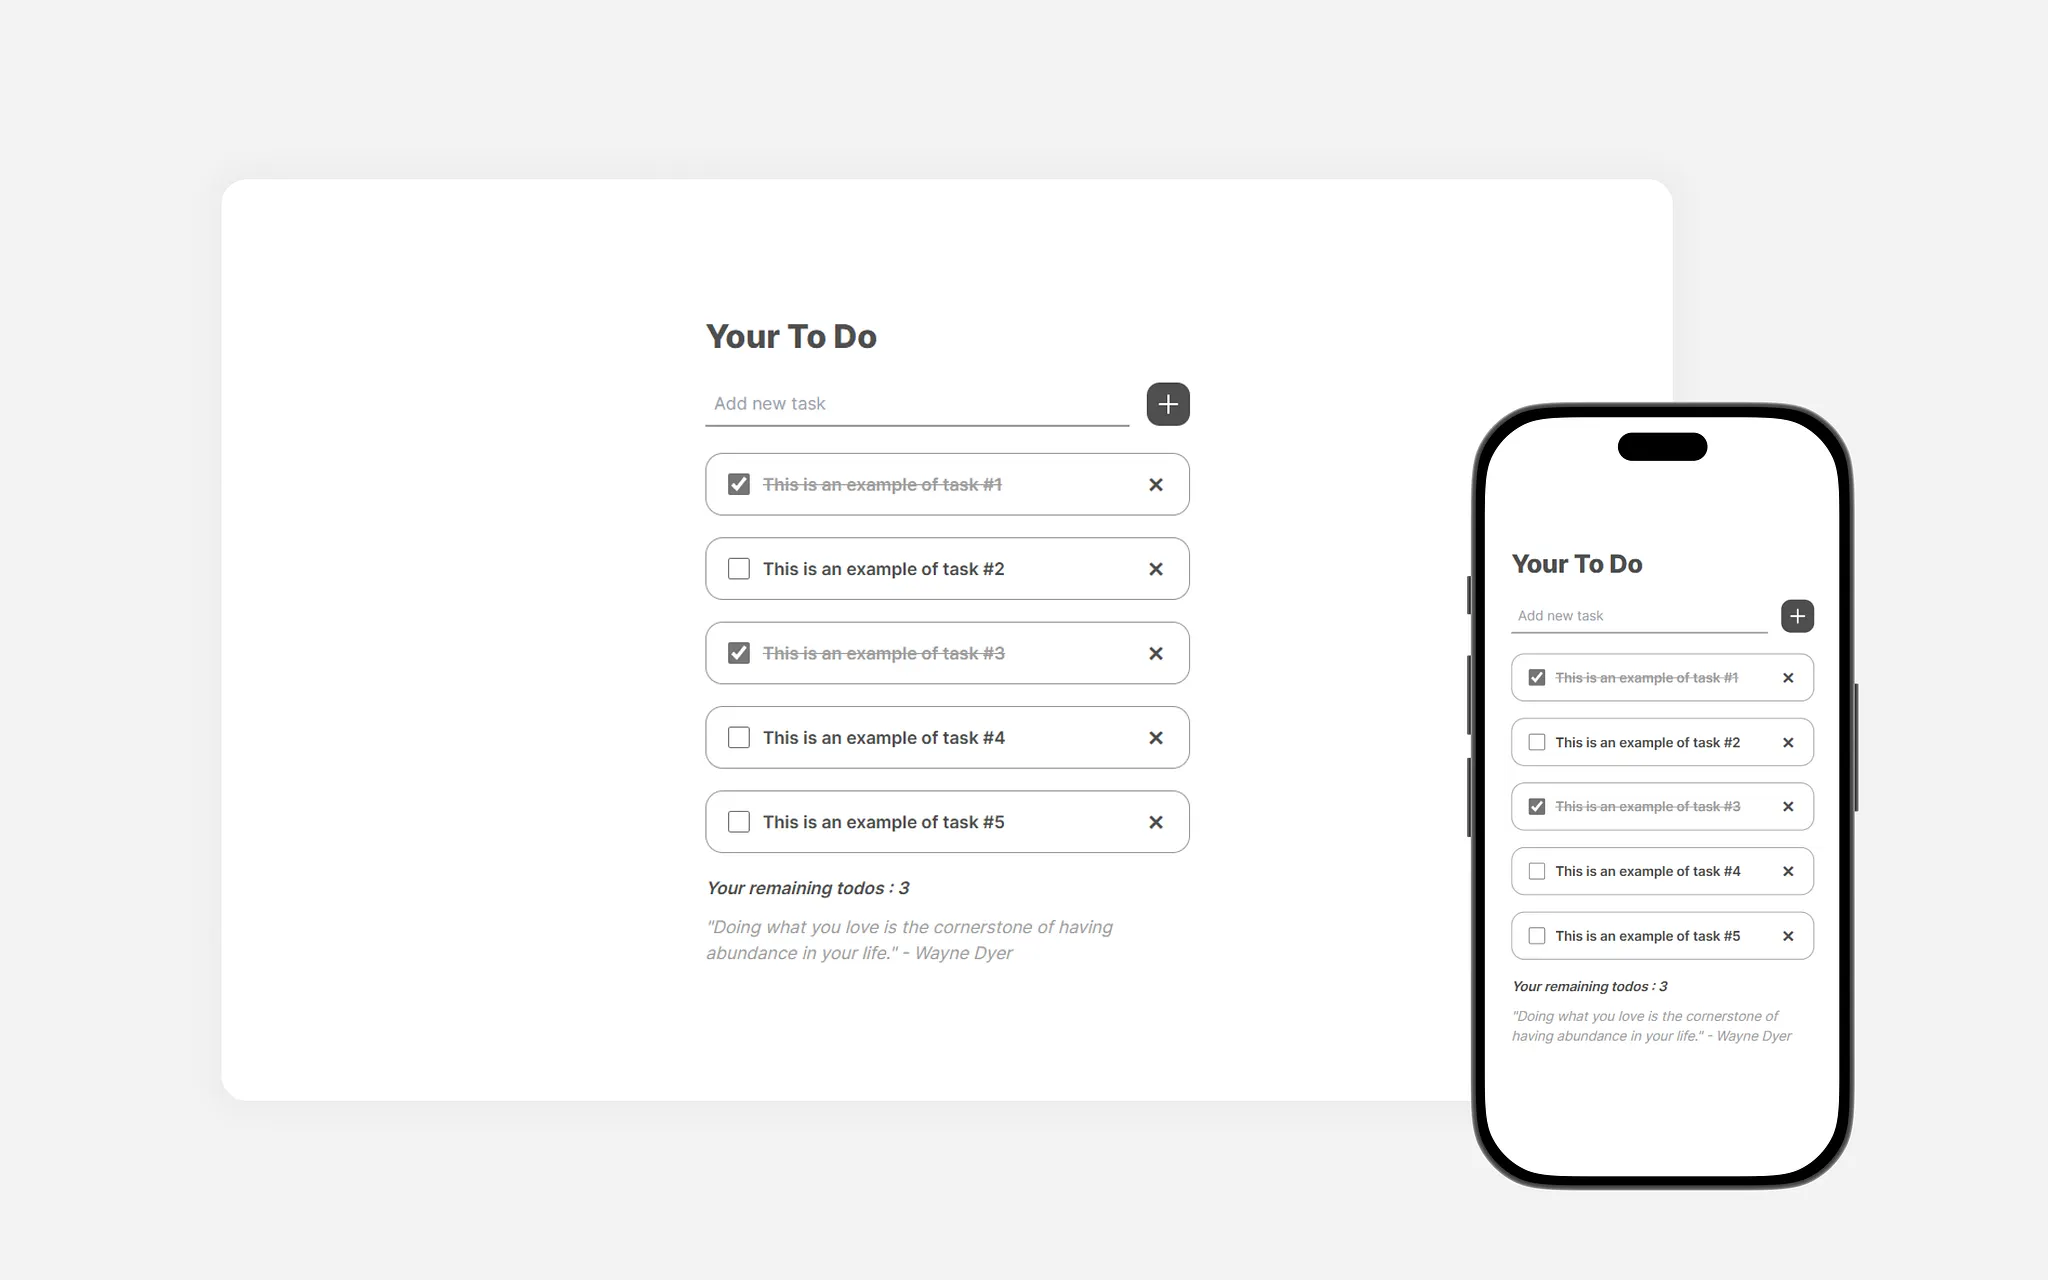 Your To Do
Add new task
This is an example of task #1
This is an example of task #2
This is an example of task #3
This is an example of task #4
This is an example of task #5
Your remaining todos : 3
"Doing what you love is the cornerstone of having
abundance in your life." - Wayne Dyer
Your To Do
Add new task
This is an example of task #1
This is an example of task #2
This is an example of task #3
This is an example of task #4
This is an example of task #5
Your remaining todos : 3
"Doing what you love is the cornerstone of
having abundance in your life." - Wayne Dyer